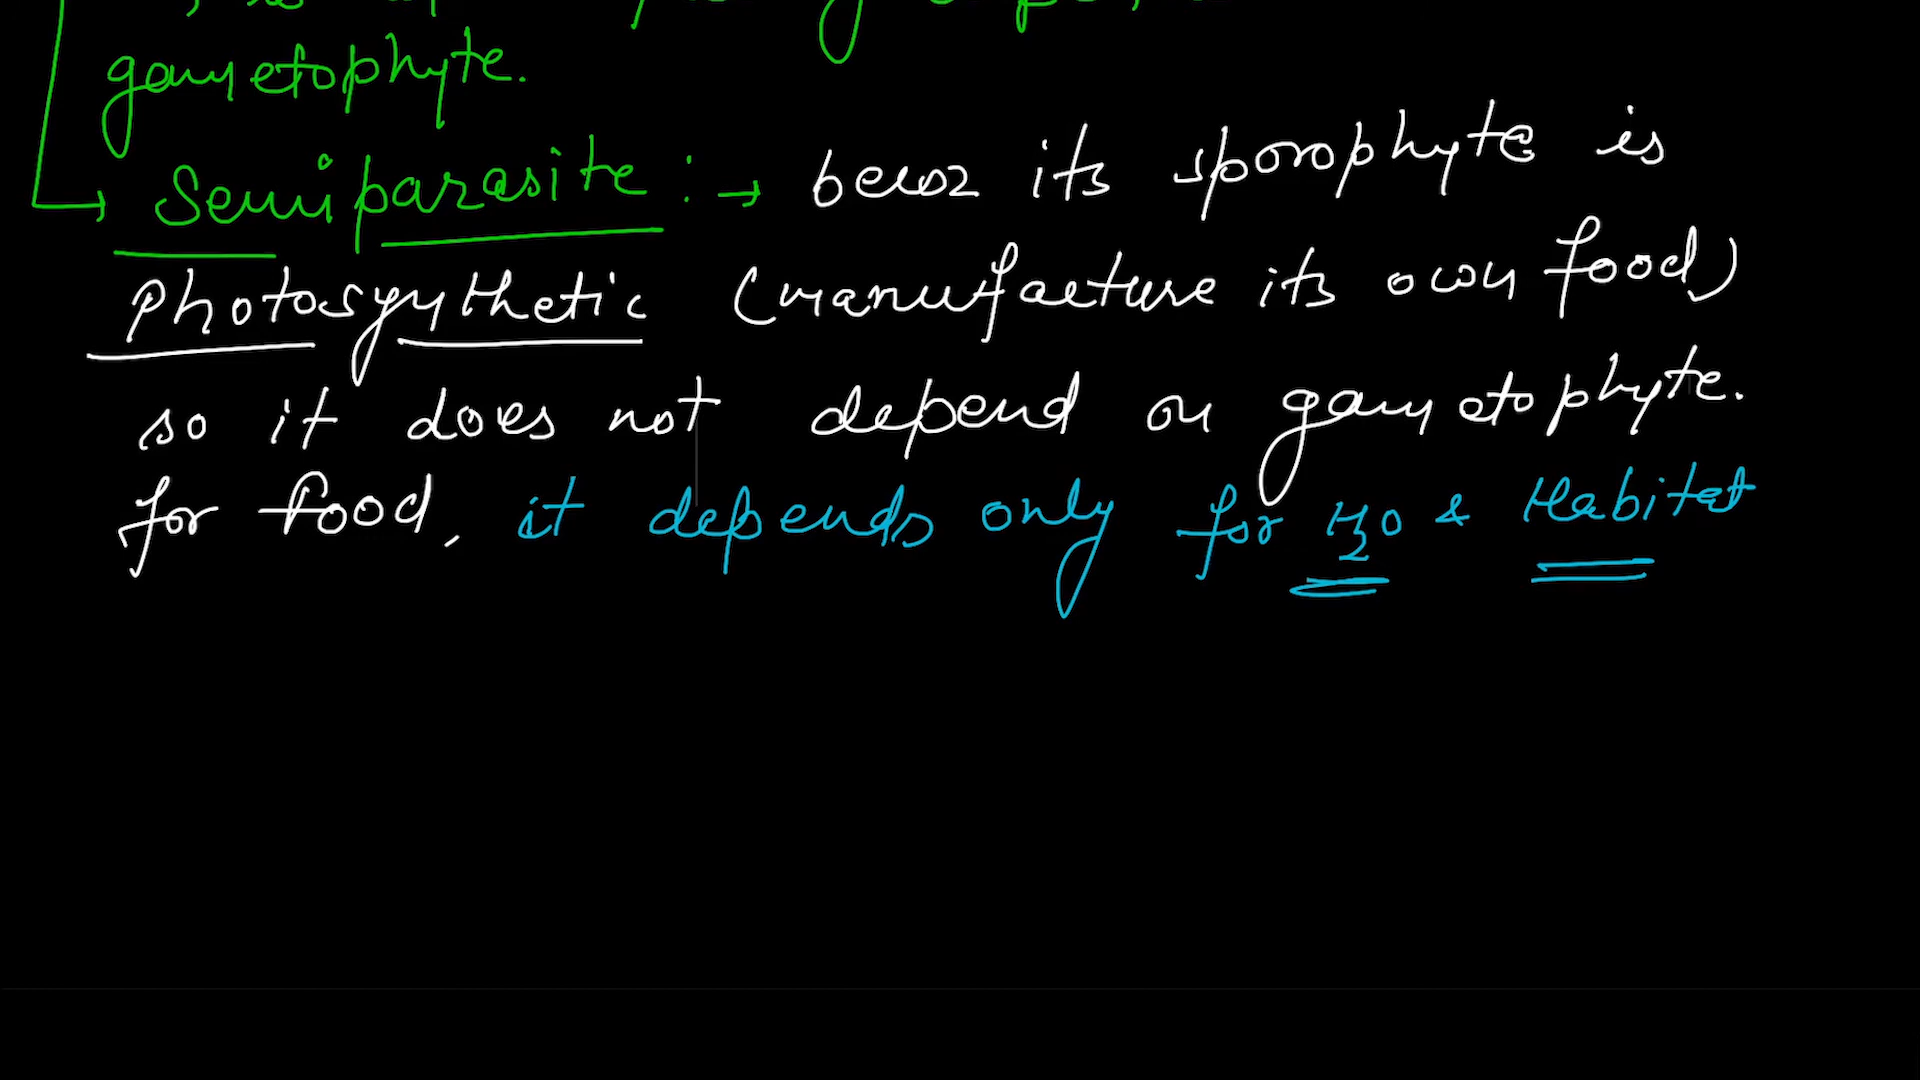 gametophyte.
Semiparasite :→ becoz its sporophyte is
Photosynthetic (manufacture its own food)
so it does not depend on gametophyte.
for food, it depends only for H2O & Habitat